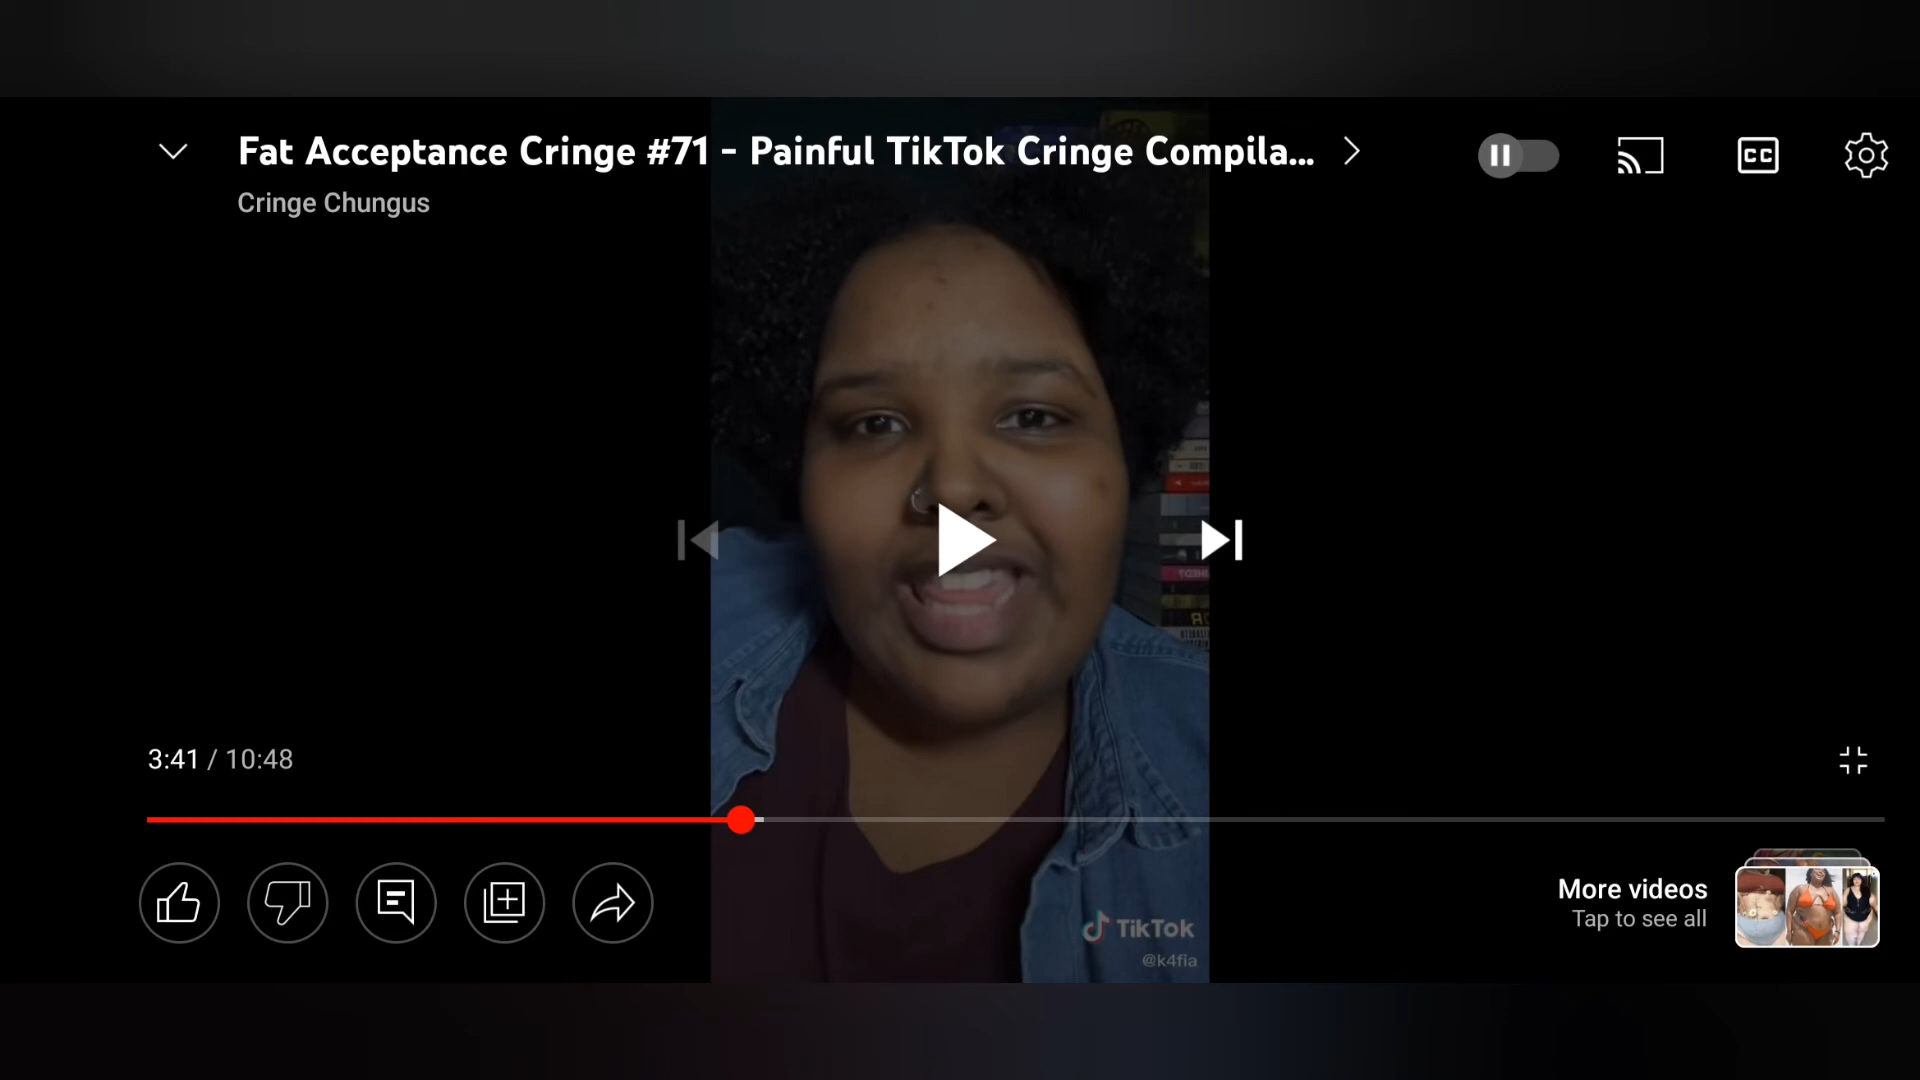 Fat Acceptance Cringe #71 - Painful TikTok Cringe Compila...
Cringe Chungus
CC
3:41 / 10:48
More videos
Tap to see all
TikTok
@k4fia